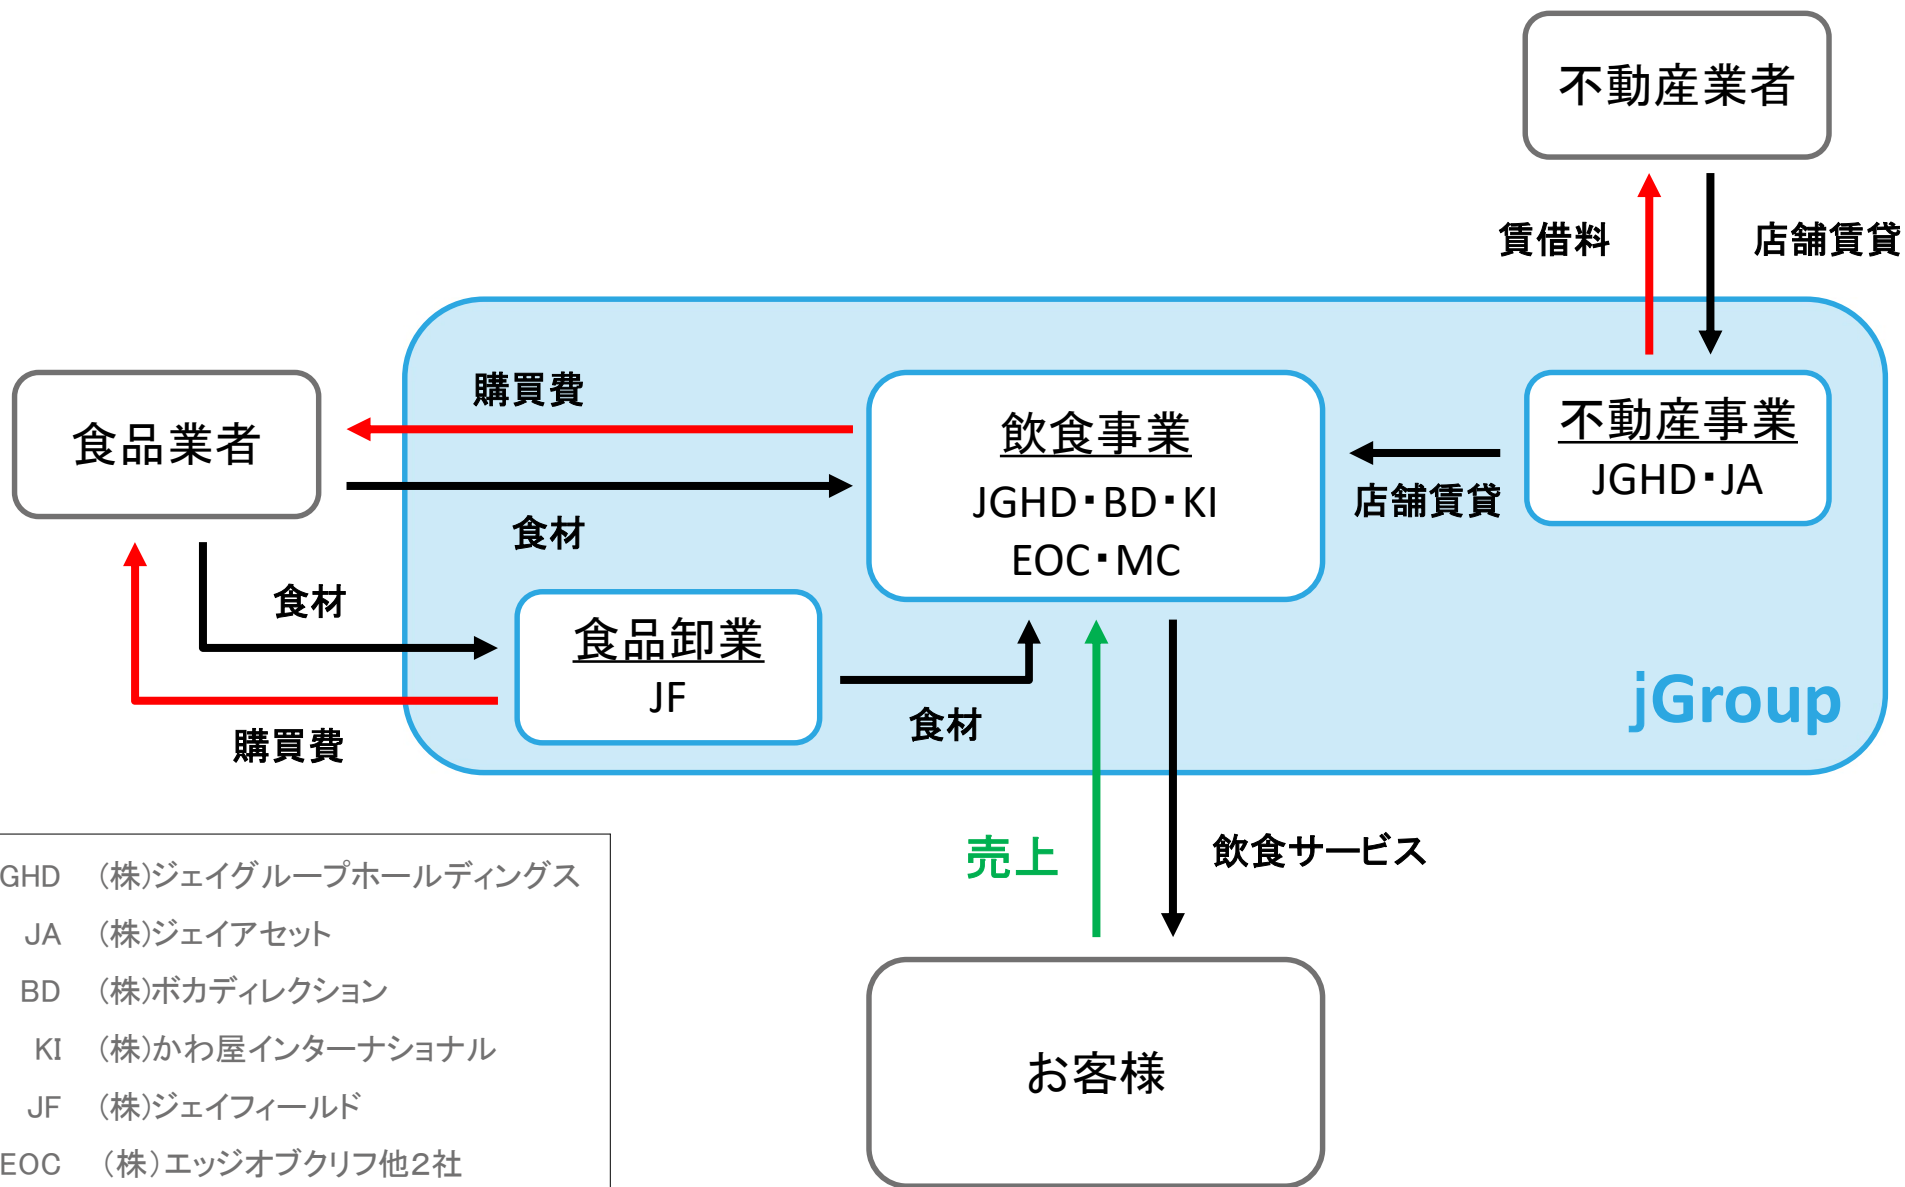 不動産業者
賃借料
店舗賃貸
購買費
食品業者
飲食事業
JGHD・BD・KI
EOC・MC
不動産事業
JGHD・JA
店舗賃貸
食材
食材
食品卸業
JF
食材
購買費
jGroup
売上
飲食サービス
お客様
GHD (株)ジェイグループホールディングス
JA (株)ジェイアセット
BD (株)ボカディレクション
KI (株)かわ屋インターナショナル
JF (株)ジェイフィールド
EOC (株)エッジオブクリフ他2社